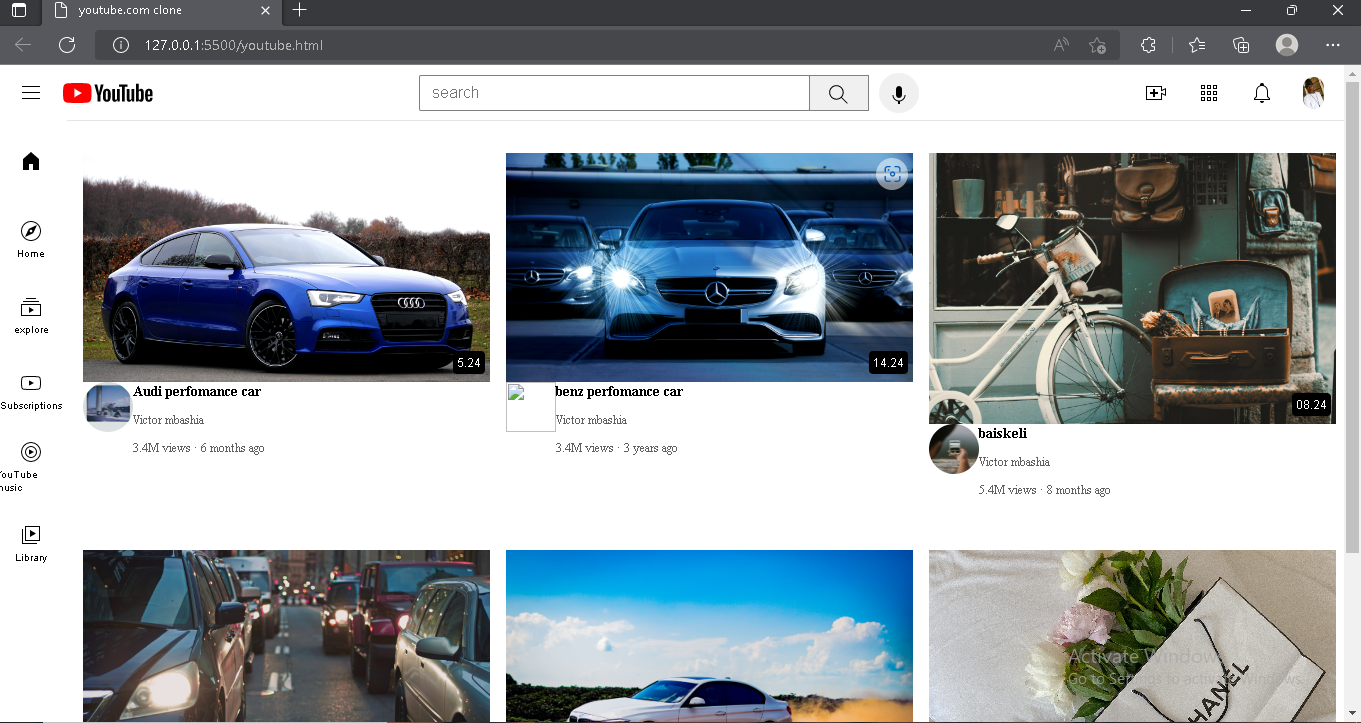 youtube.com clone
127.0.0.1:5500/youtube.html
YouTube
search
Home
explore
Subscriptions
YouTube
music
Library
5.24
14.24
08.24
Audi perfomance car
Victor mbashia
3.4M views · 6 months ago
benz perfomance car
Victor mbashia
3.4M views · 3 years ago
baiskeli
Victor mbashia
5.4M views · 8 months ago
Activate Windows
Go to Settings to activate Windows.
CHANEL